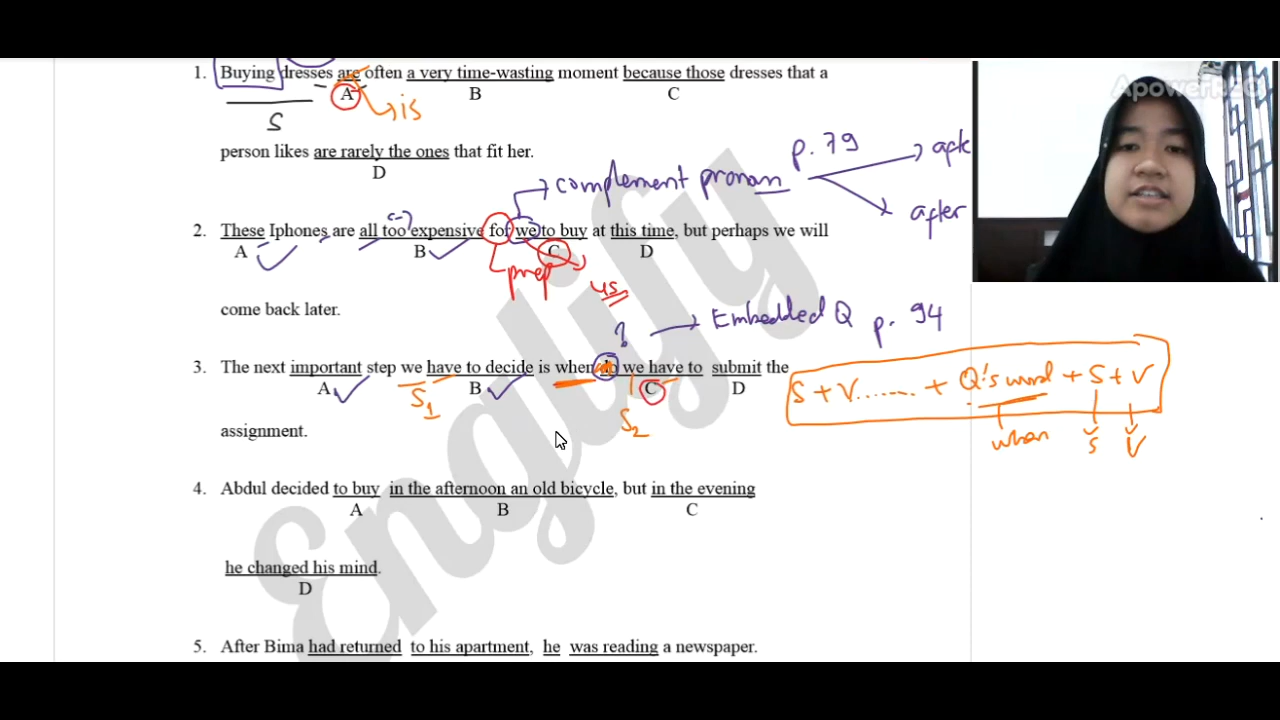 1. Buying dresses are often a very time-wasting moment because those dresses that a
A B C
is
S
person likes are rarely the ones that fit her.
D
p. 79
complement pronoun
after
2. These Iphones are all too expensive for we to buy at this time, but perhaps we will
A B C D
prep
us
come back later.
? Embedded Q p. 94
3. The next important step we have to decide is when do we have to submit the
A B C D
S1 S2
S + V....... + Q's word + S + V
when S V
assignment.
4. Abdul decided to buy in the afternoon an old bicycle, but in the evening
A B C
he changed his mind.
D
5. After Bima had returned to his apartment, he was reading a newspaper.
Englify